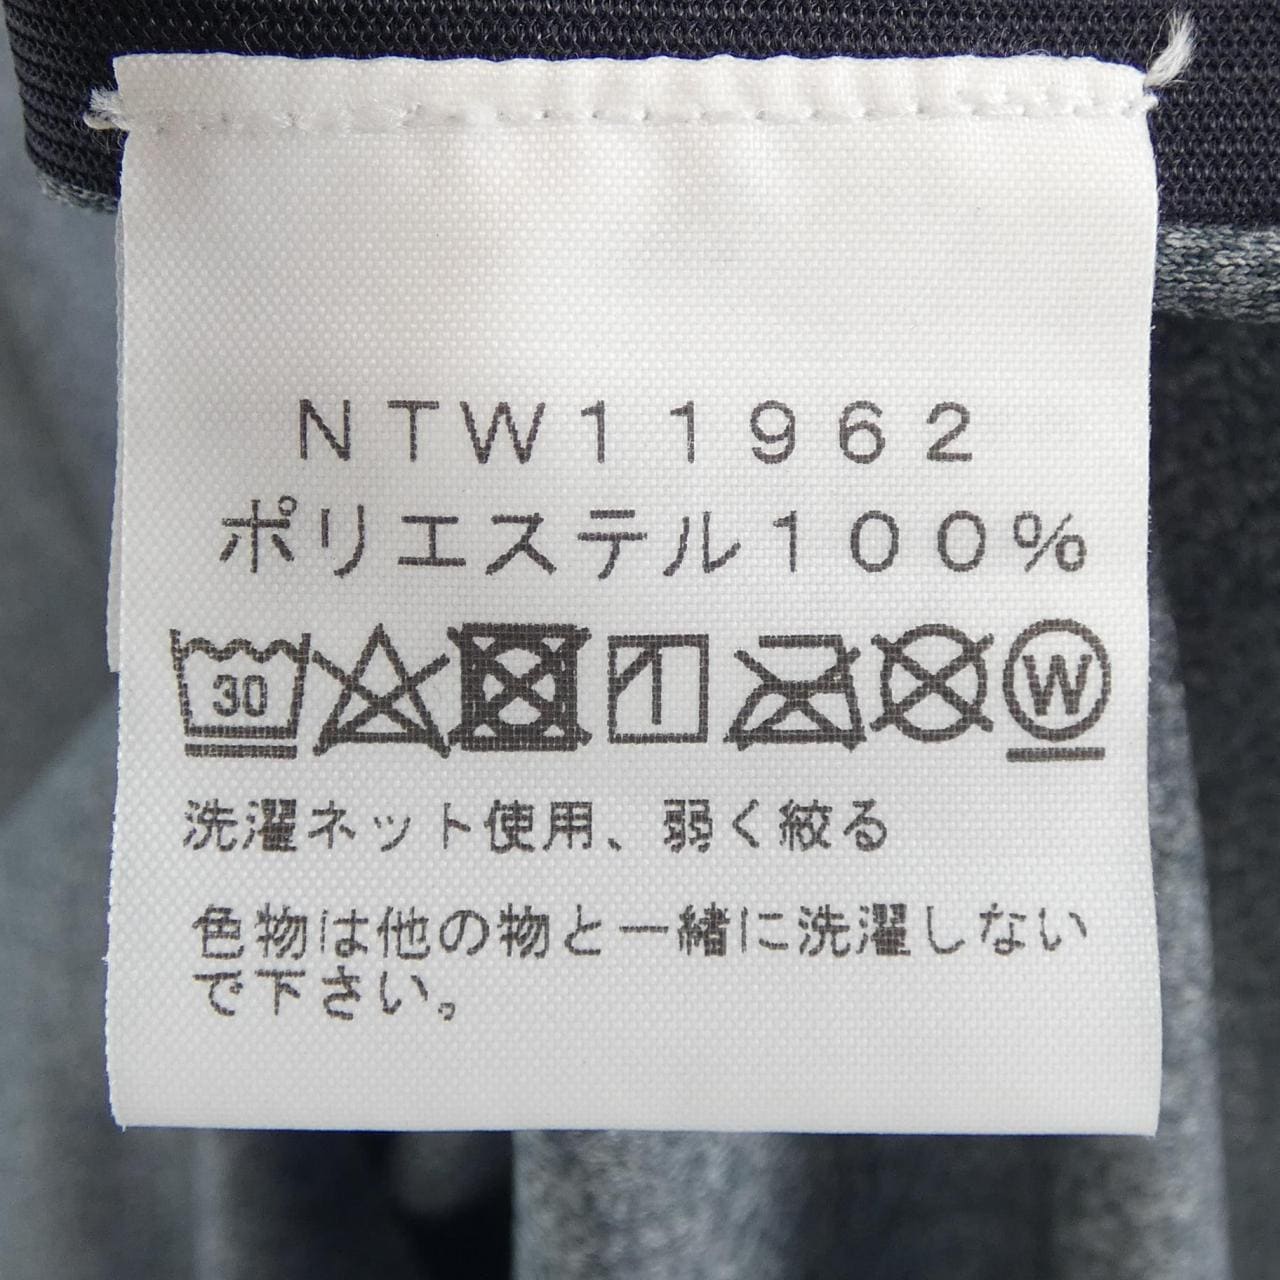 NTW11962
ポリエステル100%
30
W
洗濯ネット使用、弱く絞る
色物は他の物と一緒に洗濯しない
で下さい。